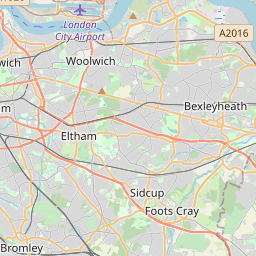 London
City Airport
A2016
Woolwich
wich
Bexleyheath
m
Eltham
Sidcup
Foots Cray
Bromley